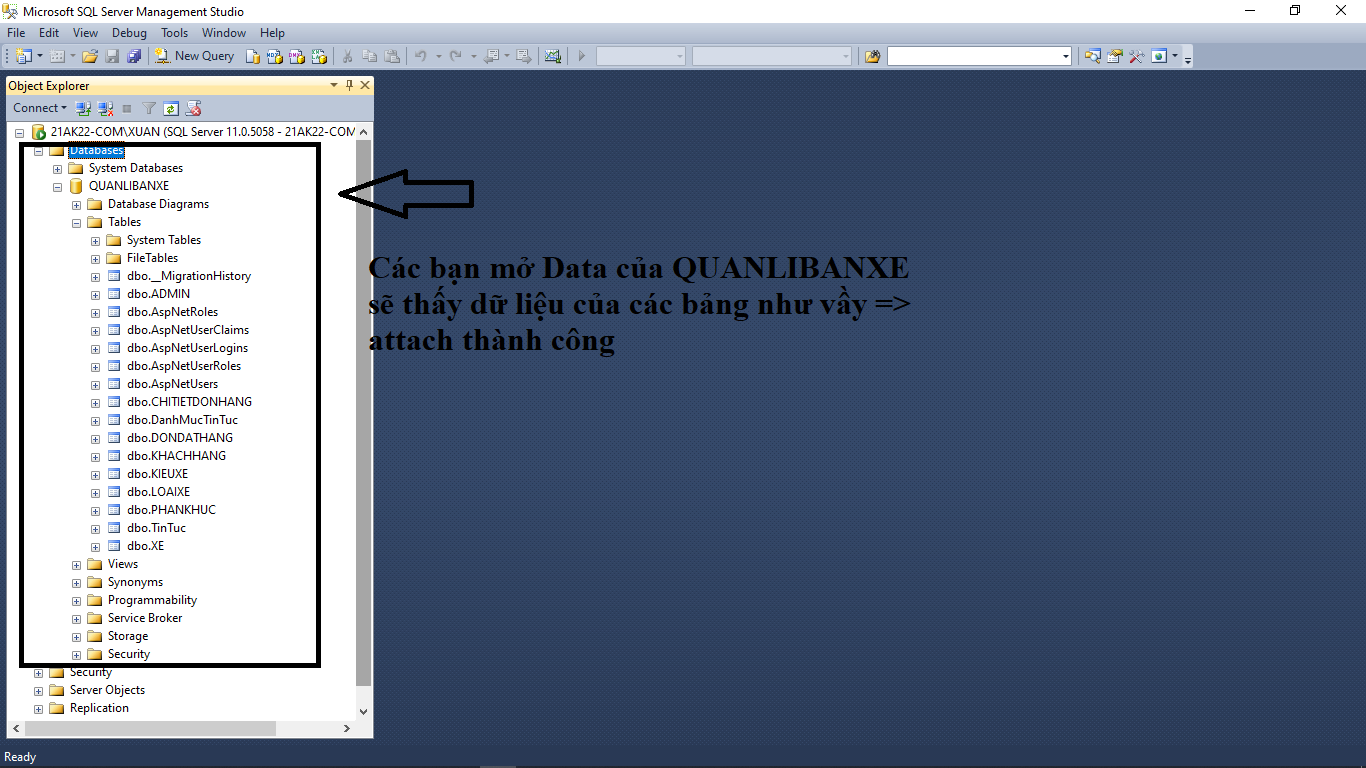 Microsoft SQL Server Management Studio
File Edit View Debug Tools Window Help
New Query
Object Explorer
Connect
21AK22-COM\XUAN (SQL Server 11.0.5058 - 21AK22-COM
Databases
System Databases
QUANLIBANXE
Database Diagrams
Tables
System Tables
FileTables
dbo.__MigrationHistory
dbo.ADMIN
dbo.AspNetRoles
dbo.AspNetUserClaims
dbo.AspNetUserLogins
dbo.AspNetUserRoles
dbo.AspNetUsers
dbo.CHITIETDONHANG
dbo.DanhMucTinTuc
dbo.DONDATHANG
dbo.KHACHHANG
dbo.KIEUXE
dbo.LOAIXE
dbo.PHANKHUC
dbo.TinTuc
dbo.XE
Views
Synonyms
Programmability
Service Broker
Storage
Security
Security
Server Objects
Replication
Các bạn mở Data của QUANLIBANXE
sẽ thấy dữ liệu của các bảng như vầy =>
attach thành công
Ready